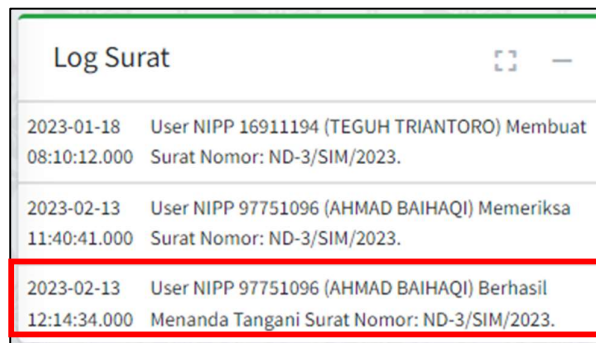 Log Surat
2023-01-18 User NIPP 16911194 (TEGUH TRIANTORO) Membuat
08:10:12.000 Surat Nomor: ND-3/SIM/2023.
2023-02-13 User NIPP 97751096 (AHMAD BAIHAQI) Memeriksa
11:40:41.000 Surat Nomor: ND-3/SIM/2023.
2023-02-13 User NIPP 97751096 (AHMAD BAIHAQI) Berhasil
12:14:34.000 Menanda Tangani Surat Nomor: ND-3/SIM/2023.